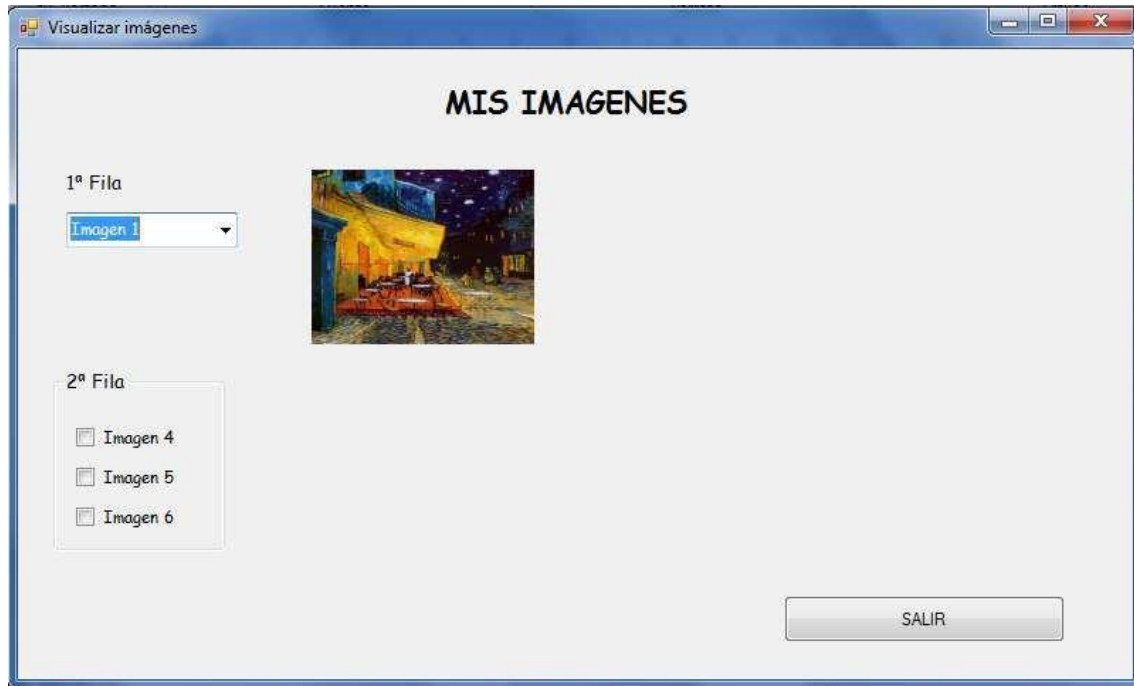 Visualizar imágenes
MIS IMAGENES
1ª Fila
Imagen 1
2ª Fila
Imagen 4
Imagen 5
Imagen 6
SALIR